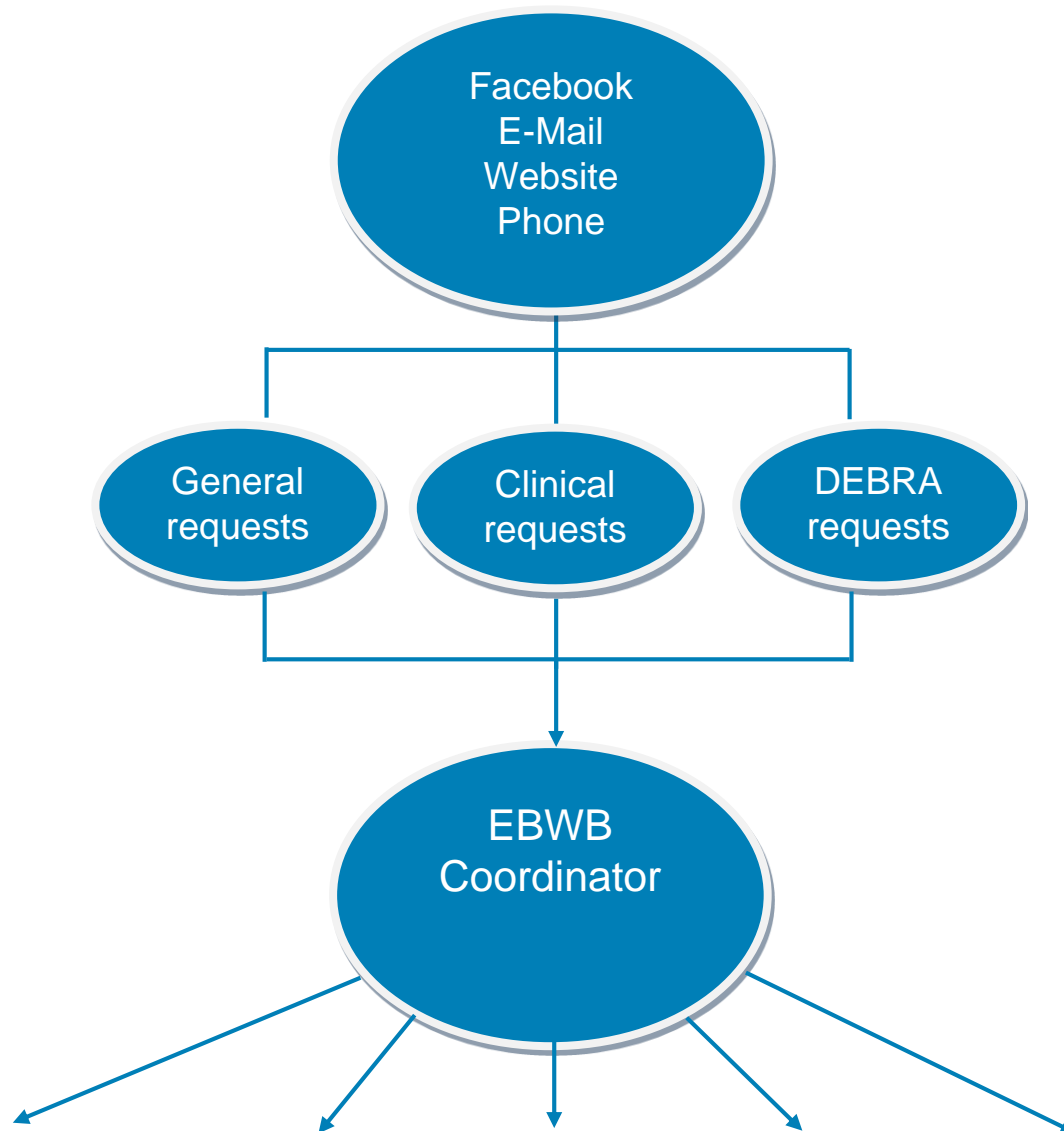 Facebook
E-Mail
Website
Phone
General
requests
Clinical
requests
DEBRA
requests
EBWB
Coordinator